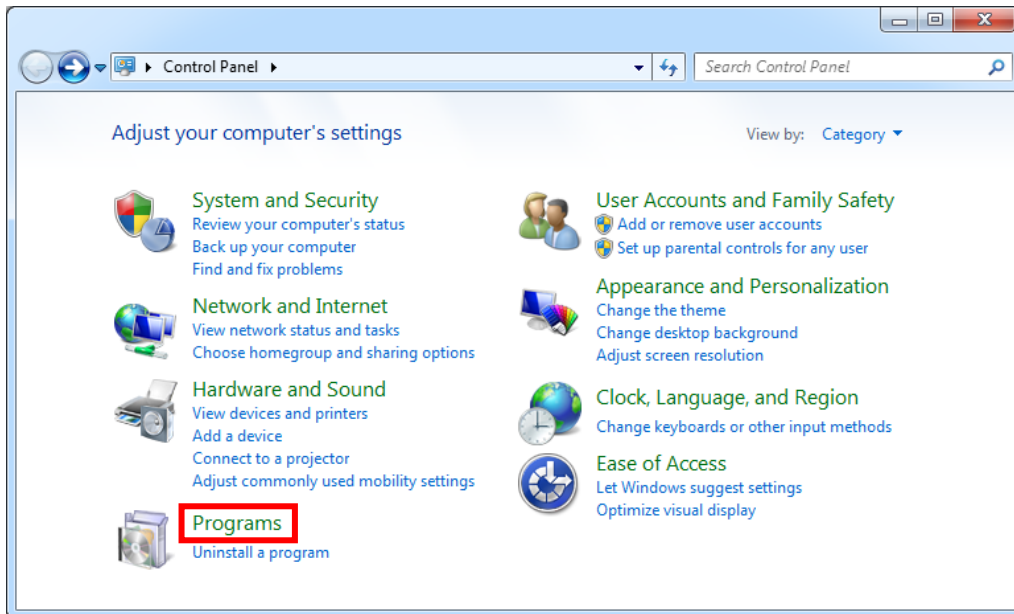 Control Panel
Search Control Panel
Adjust your computer's settings
View by: Category
System and Security
Review your computer's status
Back up your computer
Find and fix problems
Network and Internet
View network status and tasks
Choose homegroup and sharing options
Hardware and Sound
View devices and printers
Add a device
Connect to a projector
Adjust commonly used mobility settings
Programs
Uninstall a program
User Accounts and Family Safety
Add or remove user accounts
Set up parental controls for any user
Appearance and Personalization
Change the theme
Change desktop background
Adjust screen resolution
Clock, Language, and Region
Change keyboards or other input methods
Ease of Access
Let Windows suggest settings
Optimize visual display